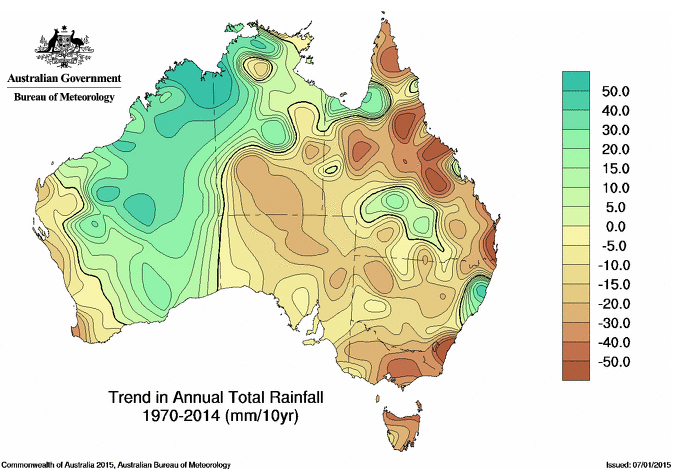 Australian Government
Bureau of Meteorology
50.0
40.0
30.0
20.0
15.0
10.0
5.0
0.0
-5.0
-10.0
-15.0
-20.0
-30.0
-40.0
-50.0
Trend in Annual Total Rainfall
1970-2014 (mm/10yr)
Commonwealth of Australia 2015, Australian Bureau of Meteorology
Issued: 07/01/2015